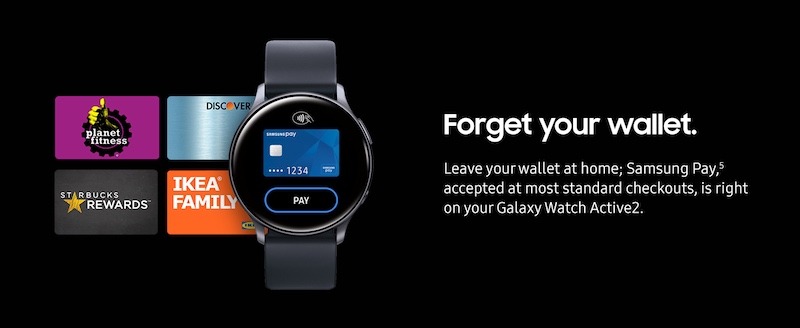 planet
fitness
DISCOVER
STARBUCKS
REWARDS™
IKEA®
FAMILY
SAMSUNG pay
•••• 1234
PAY
Forget your wallet.
Leave your wallet at home; Samsung Pay,⁵
accepted at most standard checkouts, is right
on your Galaxy Watch Active2.